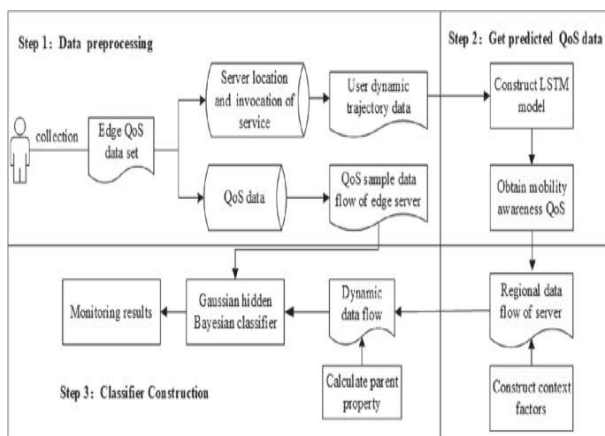 Step 1: Data preprocessing
Step 2: Get predicted QoS data
collection
Edge QoS
data set
Server location
and invocation of
service
User dynamic
trajectory data
Construct LSTM
model
QoS data
QoS sample data
flow of edge server
Obtain mobility
awareness QoS
Monitoring results
Gaussian hidden
Bayesian classifier
Dynamic
data flow
Regional data
flow of server
Step 3: Classifier Construction
Calculate parent
property
Construct context
factors